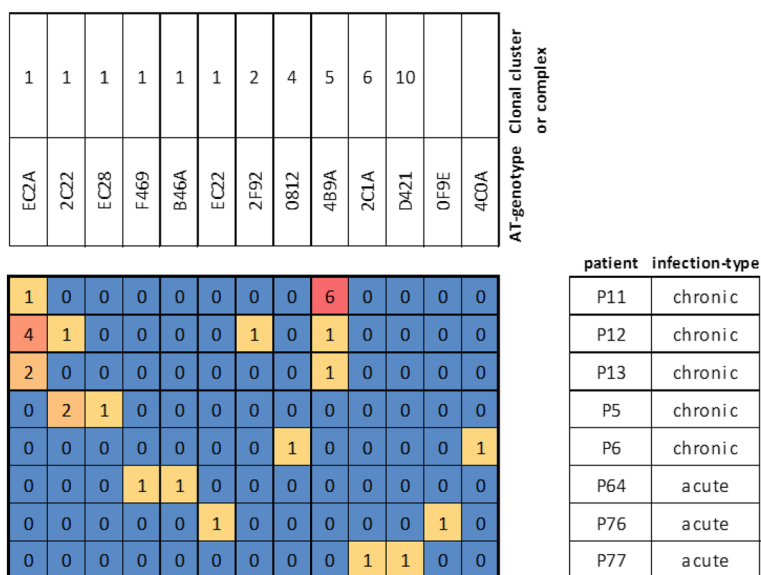 1 1 1 1 1 1 2 4 5 6 10
Clonal cluster
or complex
EC2A 2C22 EC28 F469 B46A EC22 2F92 0812 4B9A 2C1A D421 0F9E 4C0A
AT-genotype
patient infection-type
1 0 0 0 0 0 0 0 6 0 0 0 0 P11 chronic
4 1 0 0 0 0 1 0 1 0 0 0 0 P12 chronic
2 0 0 0 0 0 0 0 1 0 0 0 0 P13 chronic
0 2 1 0 0 0 0 0 0 0 0 0 0 P5 chronic
0 0 0 0 0 0 0 1 0 0 0 0 1 P6 chronic
0 0 0 1 1 0 0 0 0 0 0 0 0 P64 acute
0 0 0 0 0 1 0 0 0 0 0 1 0 P76 acute
0 0 0 0 0 0 0 0 0 1 1 0 0 P77 acute